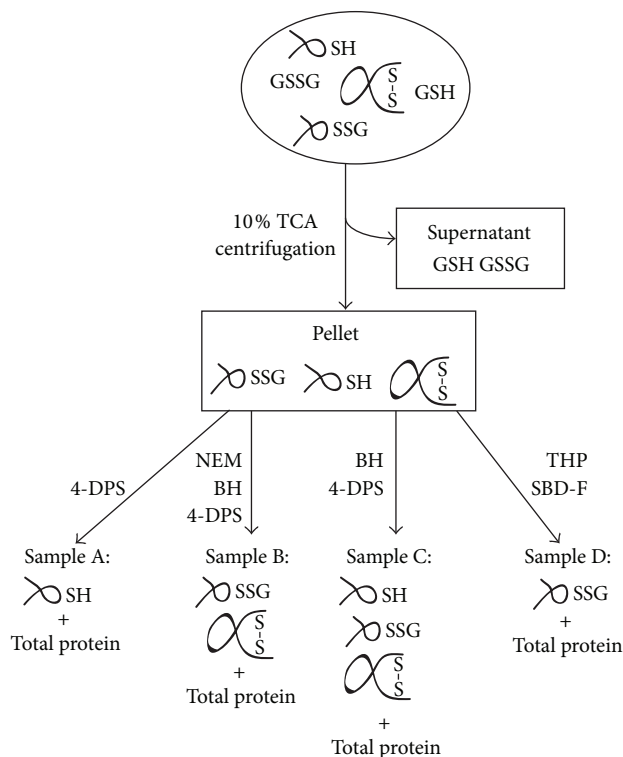 SH
GSSG
S
S
GSH
SSG
10% TCA
centrifugation
Supernatant
GSH GSSG
Pellet
SSG
SH
S
S
4-DPS
NEM
BH
4-DPS
BH
4-DPS
THP
SBD-F
Sample A:
SH
+
Total protein
Sample B:
SSG
S
S
+
Total protein
Sample C:
SH
SSG
S
S
+
Total protein
Sample D:
SSG
+
Total protein